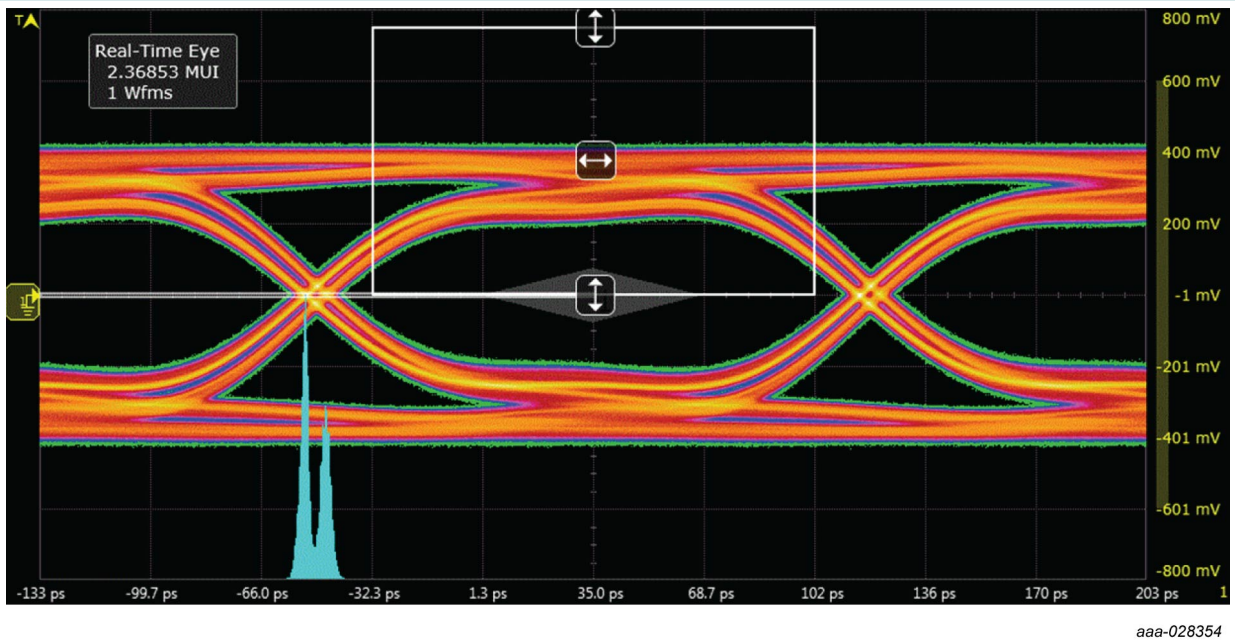 T
800 mV
Real-Time Eye
2.36853 MUI
1 Wfms
600 mV
400 mV
200 mV
1
-1 mV
-201 mV
-401 mV
-601 mV
-800 mV
-133 ps -99.7 ps -66.0 ps -32.3 ps 1.3 ps 35.0 ps 68.7 ps 102 ps 136 ps 170 ps 203 ps 1
aaa-028354